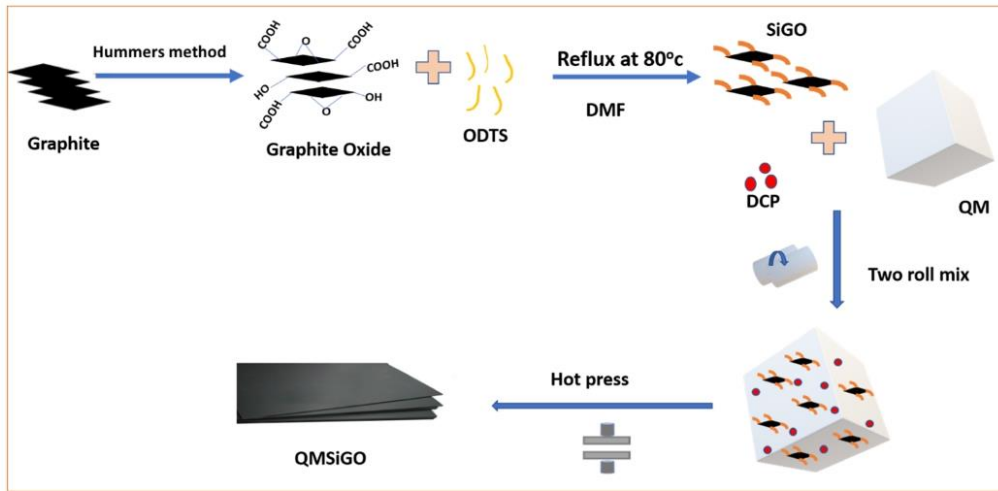 Hummers method
Graphite
COOH
O
COOH
COOH
HO
OH
COOH
O
Graphite Oxide
ODTS
Reflux at 80°c
DMF
SiGO
DCP
QM
Two roll mix
Hot press
QMSiGO